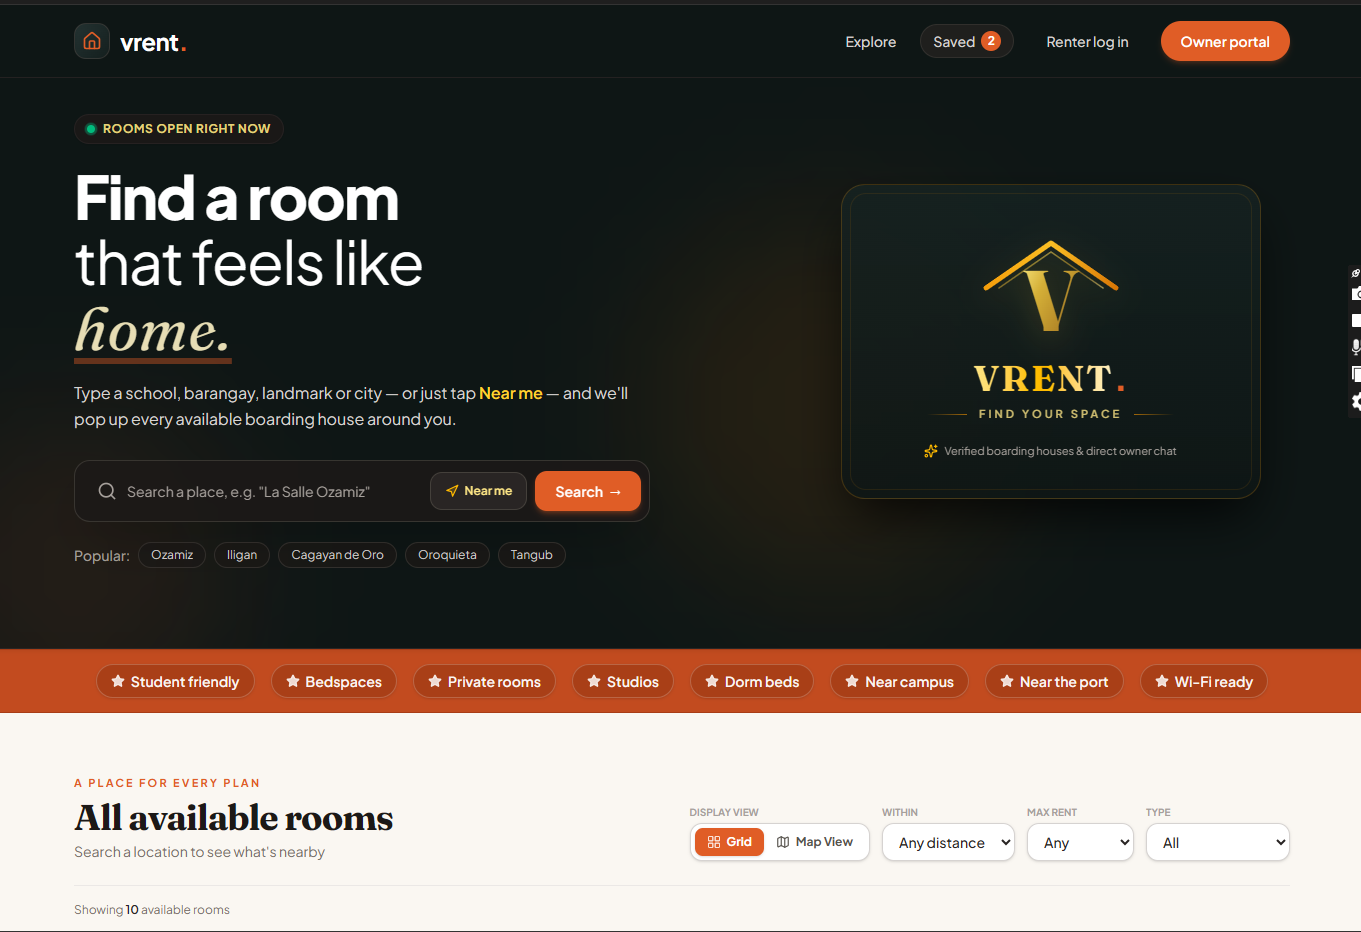 vrent.
Explore
Saved 2
Renter log in
Owner portal
ROOMS OPEN RIGHT NOW
Find a room
that feels like
home.
Type a school, barangay, landmark or city — or just tap Near me — and we'll
pop up every available boarding house around you.
Search a place, e.g. "La Salle Ozamiz"
Near me
Search →
Popular:
Ozamiz
Iligan
Cagayan de Oro
Oroquieta
Tangub
V
VRENT.
FIND YOUR SPACE
Verified boarding houses & direct owner chat
Student friendly
Bedspaces
Private rooms
Studios
Dorm beds
Near campus
Near the port
Wi-Fi ready
A PLACE FOR EVERY PLAN
All available rooms
Search a location to see what's nearby
DISPLAY VIEW
Grid
Map View
WITHIN
Any distance
MAX RENT
Any
TYPE
All
Showing 10 available rooms